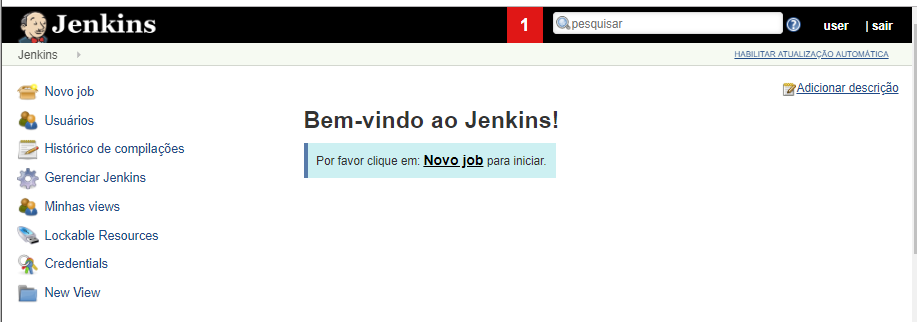 Jenkins
1
pesquisar
user
| sair
Jenkins
HABILITAR ATUALIZAÇÃO AUTOMÁTICA
Novo job
Usuários
Histórico de compilações
Gerenciar Jenkins
Minhas views
Lockable Resources
Credentials
New View
Adicionar descrição
Bem-vindo ao Jenkins!
Por favor clique em: Novo job para iniciar.